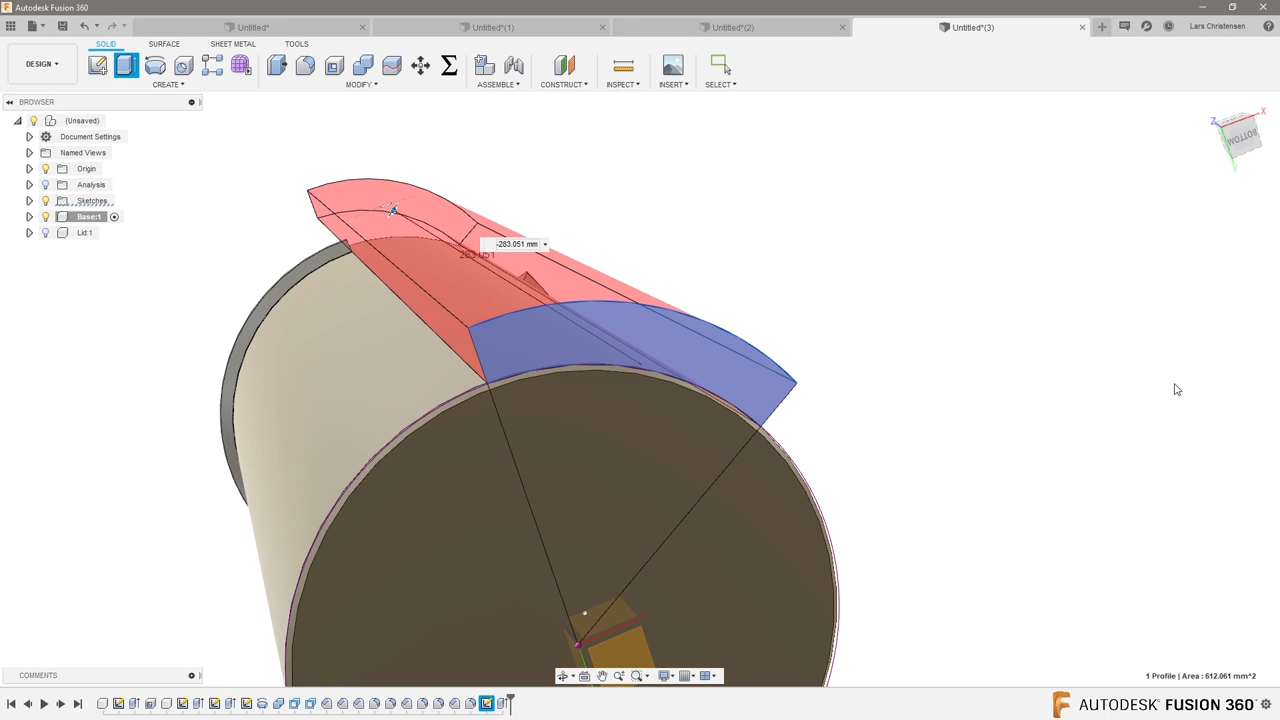 Autodesk Fusion 360
Untitled*
Untitled*(1)
Untitled*(2)
Untitled*(3)
Lars Christensen
SOLID
SURFACE
SHEET METAL
TOOLS
DESIGN
CREATE
MODIFY
ASSEMBLE
CONSTRUCT
INSPECT
INSERT
SELECT
BROWSER
(Unsaved)
Document Settings
Named Views
Origin
Analysis
Sketches
Base:1
Lid:1
-283.051 mm
283.051
Z
X
BOTTOM
COMMENTS
1 Profile | Area : 612.061 mm^2
AUTODESK FUSION 360°